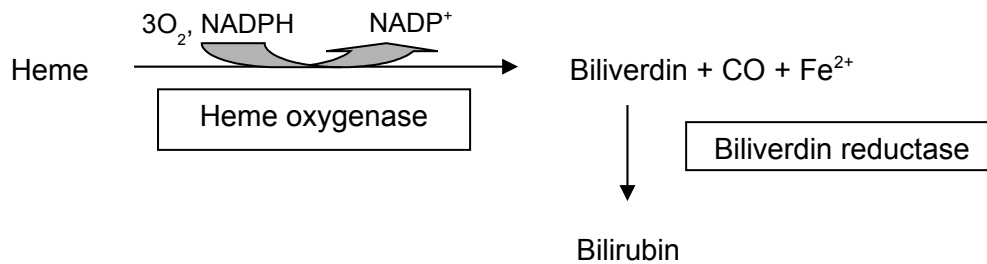 3O₂, NADPH NADP⁺
Heme Biliverdin + CO + Fe²⁺
Heme oxygenase
Biliverdin reductase
Bilirubin